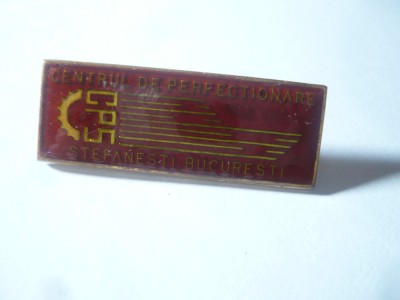 CENTRUL DE PERFECTIONARE
CPS
STEFANESTI BUCURESTI